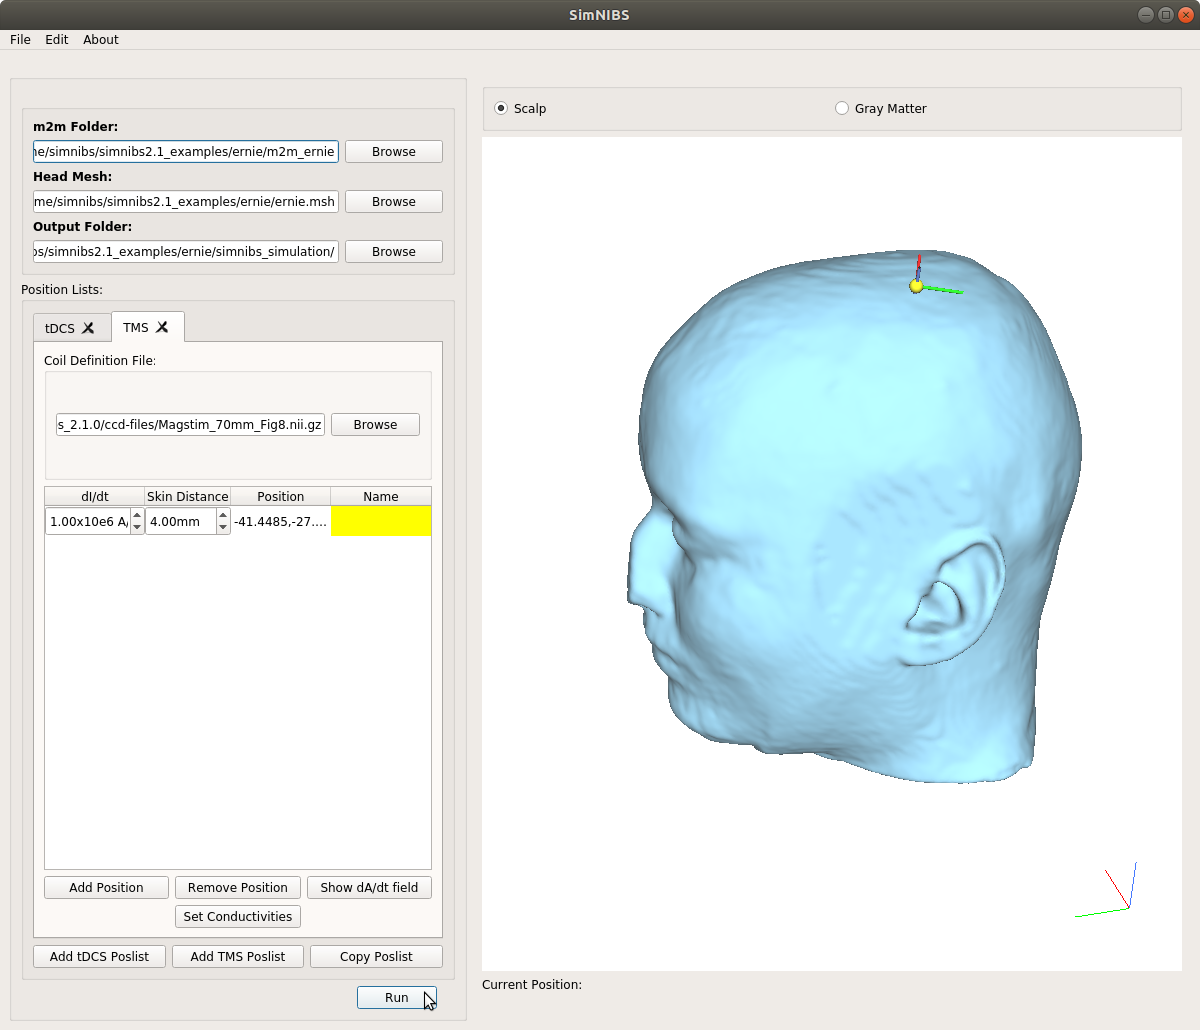 SimNIBS
File Edit About
Scalp Gray Matter
m2m Folder:
ne/simnibs/simnibs2.1_examples/ernie/m2m_ernie Browse
Head Mesh:
me/simnibs/simnibs2.1_examples/ernie/ernie.msh Browse
Output Folder:
os/simnibs2.1_examples/ernie/simnibs_simulation/ Browse
Position Lists:
tDCS TMS
Coil Definition File:
s_2.1.0/ccd-files/Magstim_70mm_Fig8.nii.gz Browse
dI/dt Skin Distance Position Name
1.00x10e6 A/ 4.00mm -41.4485,-27....
Add Position Remove Position Show dA/dt field
Set Conductivities
Add tDCS Poslist Add TMS Poslist Copy Poslist
Current Position:
Run